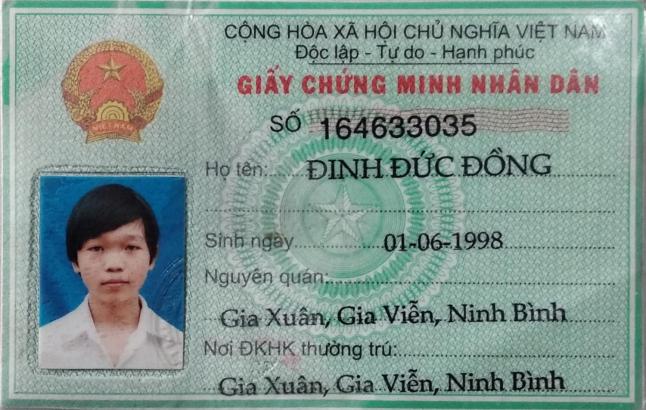 CỘNG HÒA XÃ HỘI CHỦ NGHĨA VIỆT NAM
Độc lập - Tự do - Hạnh phúc
GIẤY CHỨNG MINH NHÂN DÂN
SỐ 164633035
VIỆT NAM
Họ tên: ĐINH ĐỨC ĐỒNG
Sinh ngày 01-06-1998
Nguyên quán:
Gia Xuân, Gia Viễn, Ninh Bình
Nơi ĐKHK thường trú:
Gia Xuân, Gia Viễn, Ninh Bình